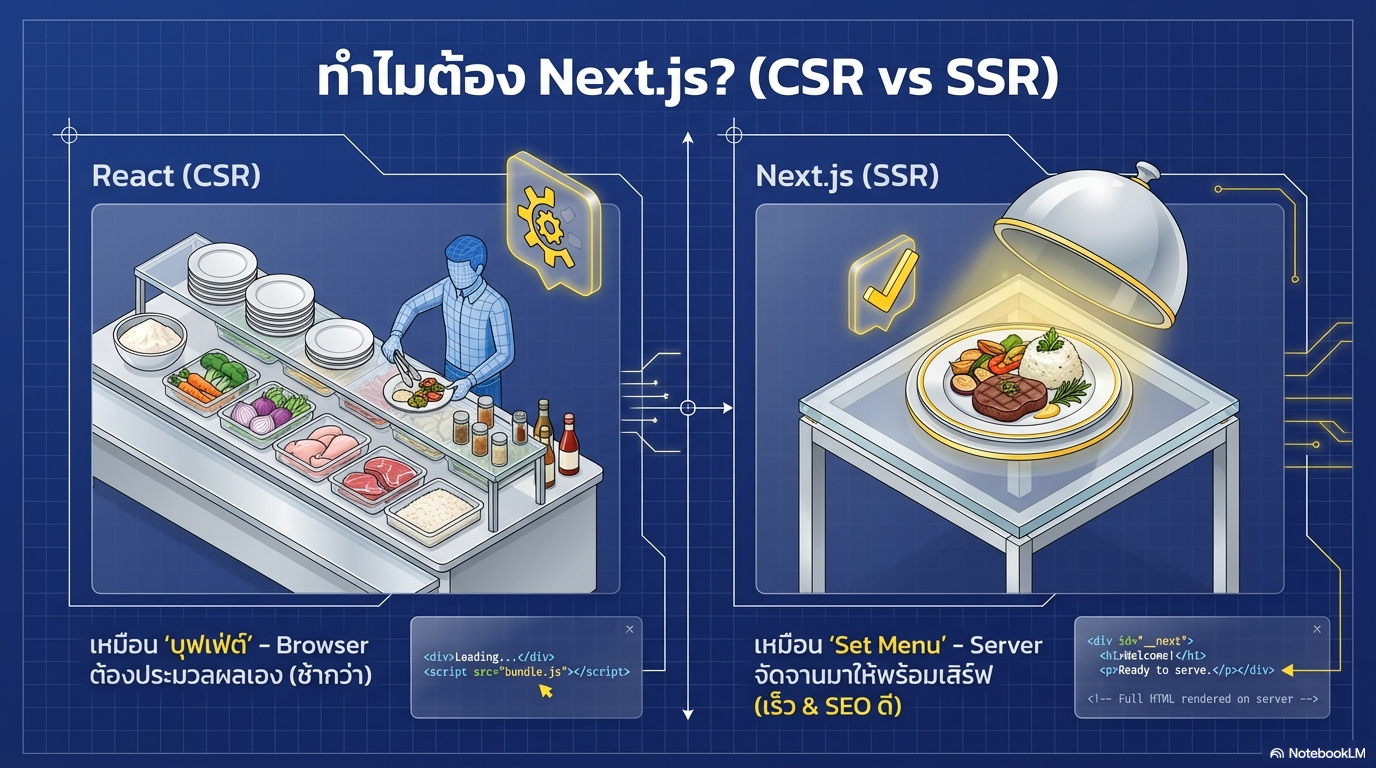 ทำไมต้อง Next.js? (CSR vs SSR)
React (CSR)
เหมือน ‘บุฟเฟ่ต์’ - Browser
ต้องประมวลผลเอง (ช้ากว่า)
<div>Loading...</div>
<script src="bundle.js"></script>
Next.js (SSR)
เหมือน ‘Set Menu’ - Server
จัดจานมาให้พร้อมเสิร์ฟ
(เร็ว & SEO ดี)
<div "__next">
Welcome!</h1>
<p>Ready to serve.</p></div>
<!-- Full HTML rendered on server -->
NotebookLM